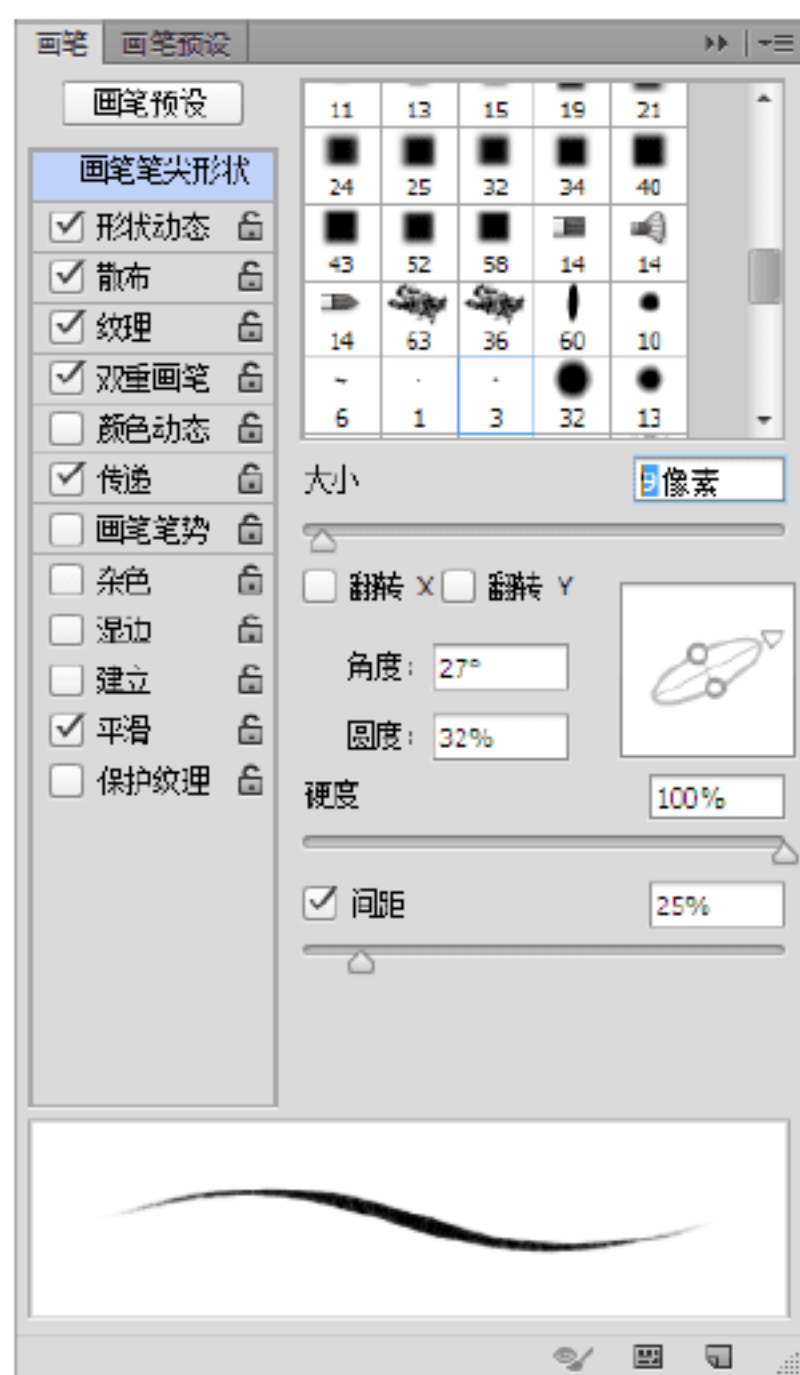 画笔 画笔预设
画笔预设
画笔笔尖形状
形状动态
散布
纹理
双重画笔
颜色动态
传递
画笔笔势
杂色
湿边
建立
平滑
保护纹理
11 13 15 19 21
24 25 32 34 40
43 52 58 14 14
14 63 36 60 10
6 1 3 32 13
大小 9 像素
翻转 X 翻转 Y
角度: 27°
圆度: 32%
硬度 100%
间距 25%